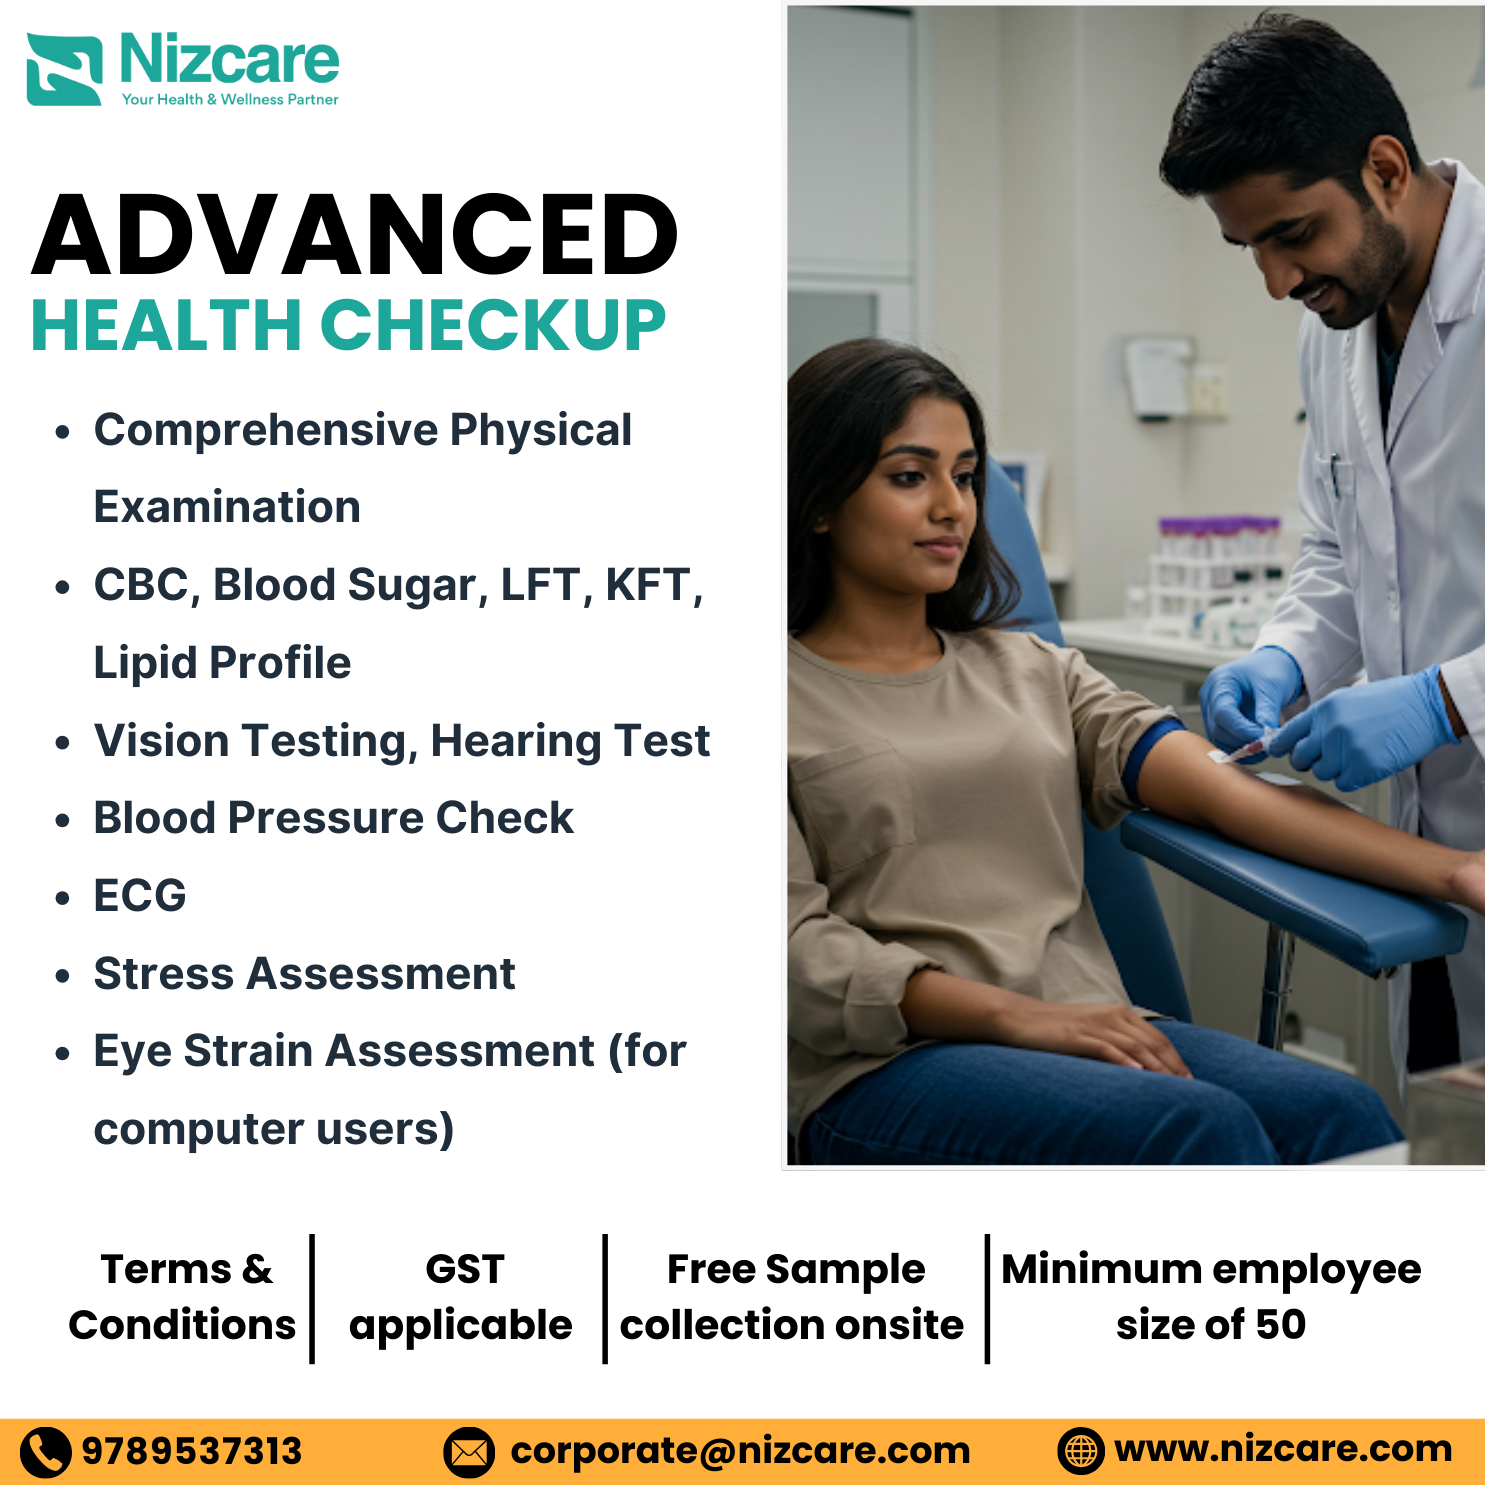 Nizcare
Your Health & Wellness Partner
ADVANCED
HEALTH CHECKUP
• Comprehensive Physical
Examination
• CBC, Blood Sugar, LFT, KFT,
Lipid Profile
• Vision Testing, Hearing Test
• Blood Pressure Check
• ECG
• Stress Assessment
• Eye Strain Assessment (for
computer users)
Terms &
Conditions
GST
applicable
Free Sample
collection onsite
Minimum employee
size of 50
9789537313
corporate@nizcare.com
www.nizcare.com